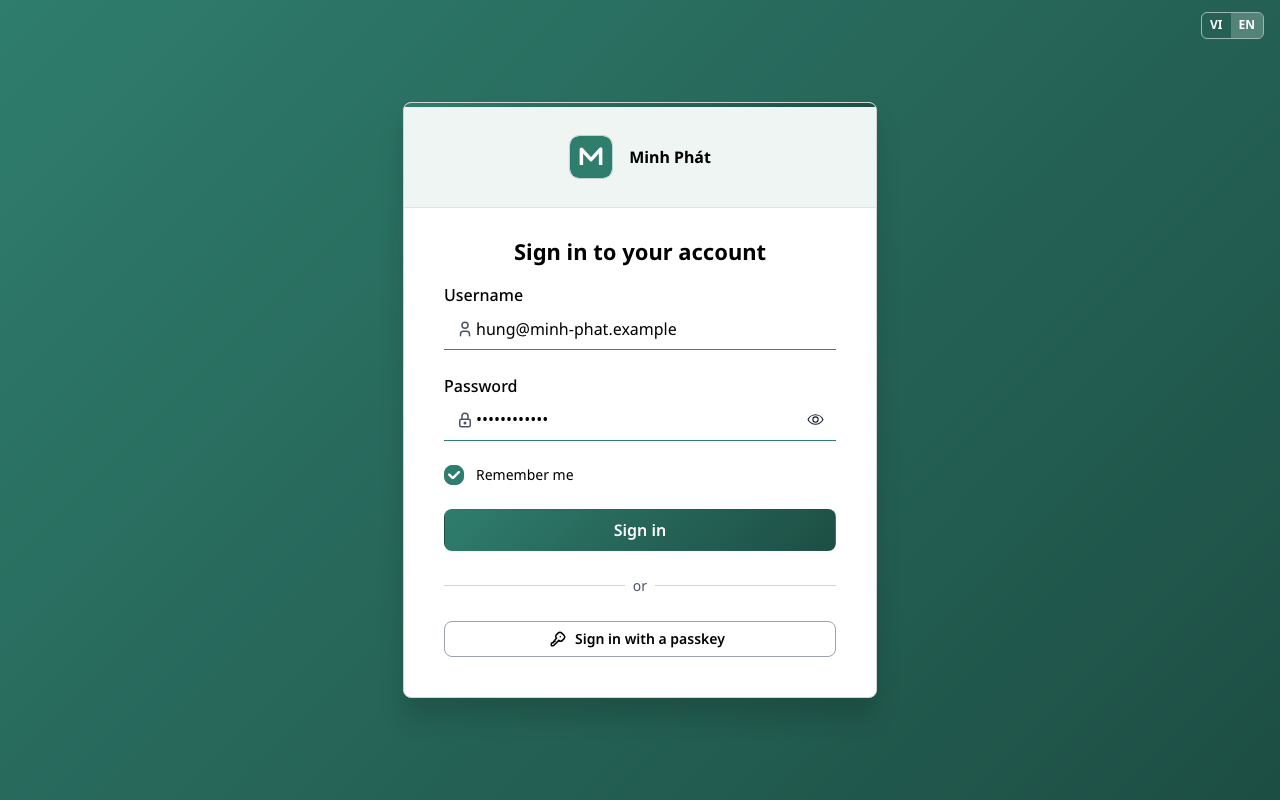 VI EN
Minh Phát
Sign in to your account
Username
hung@minh-phat.example
Password
••••••••••••
Remember me
Sign in
or
Sign in with a passkey